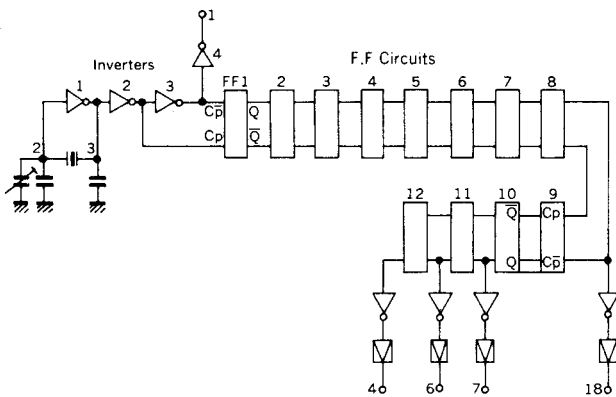 1
F.F Circuits
Inverters
4
1 2 3 FF1 2 3 4 5 6 7 8
Cp̅ Q
Cp Q̅
2 3
12 11 10 9
Q̅ Cp
Q Cp̅
4 6 7 18